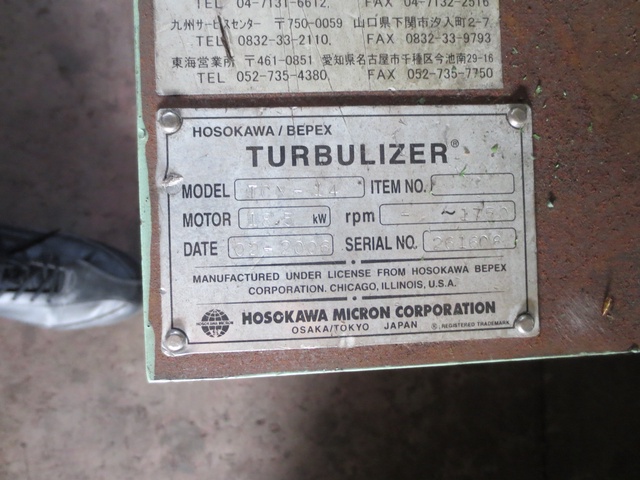 TEL 04-7131-6612, FAX 04-7132-2516
九州サービスセンター 〒750-0059 山口県下関市汐入町2-7
TEL 0832-33-2110, FAX 0832-33-9793
東海営業所 〒461-0851 愛知県名古屋市千種区今池南29-16
TEL 052-735-4380, FAX 052-735-7750
HOSOKAWA / BEPEX
TURBULIZER®
MODEL ITEM NO.
MOTOR kW rpm ~
DATE SERIAL NO.
MANUFACTURED UNDER LICENSE FROM HOSOKAWA BEPEX
CORPORATION. CHICAGO, ILLINOIS, U.S.A.
HOSOKAWA MICRON CORPORATION
OSAKA/TOKYO JAPAN ®, REGISTERED TRADEMARK